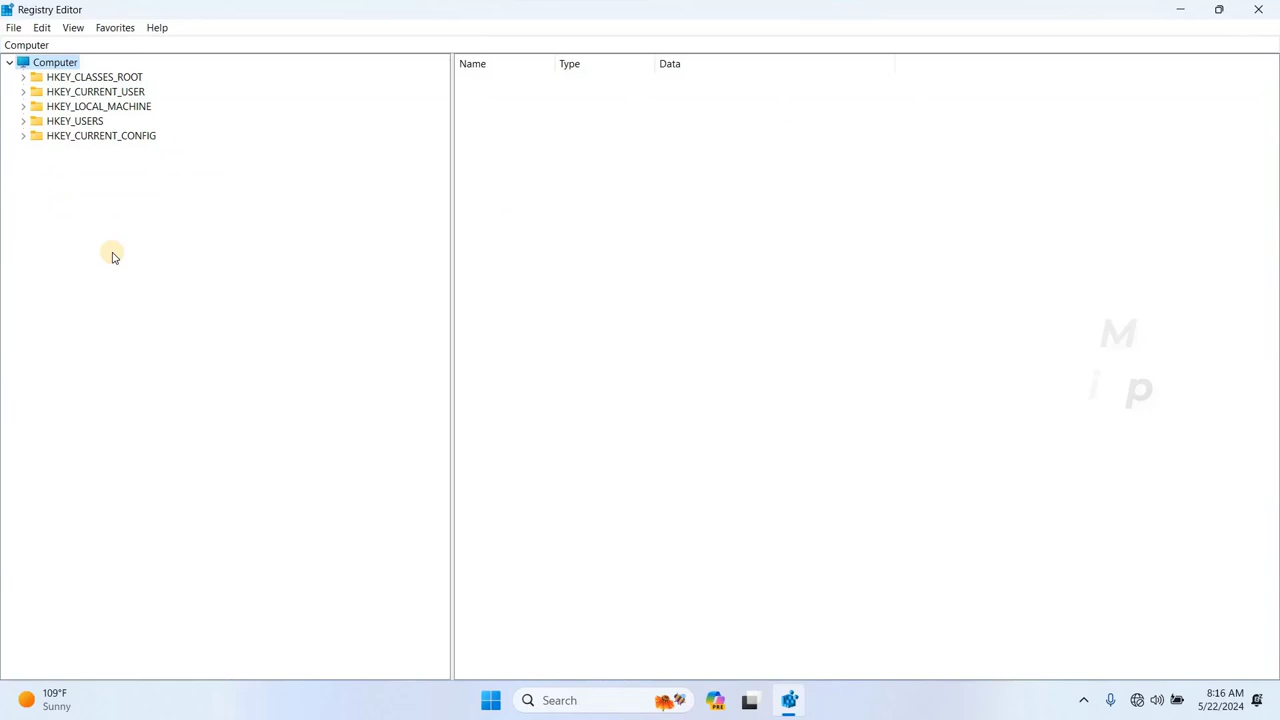 Registry Editor
File Edit View Favorites Help
Computer
Computer
HKEY_CLASSES_ROOT
HKEY_CURRENT_USER
HKEY_LOCAL_MACHINE
HKEY_USERS
HKEY_CURRENT_CONFIG
Name Type Data
M
i p
109°F
Sunny
Search
PRE
8:16 AM
5/22/2024